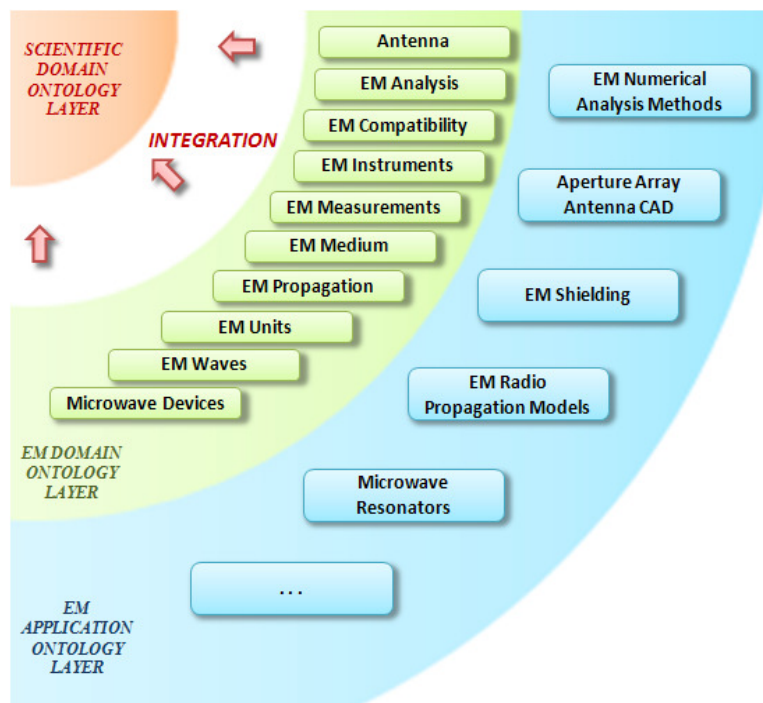 SCIENTIFIC
DOMAIN
ONTOLOGY
LAYER
INTEGRATION
Antenna
EM Analysis
EM Compatibility
EM Instruments
EM Measurements
EM Medium
EM Propagation
EM Units
EM Waves
Microwave Devices
EM DOMAIN
ONTOLOGY
LAYER
EM Numerical
Analysis Methods
Aperture Array
Antenna CAD
EM Shielding
EM Radio
Propagation Models
Microwave
Resonators
...
EM
APPLICATION
ONTOLOGY
LAYER